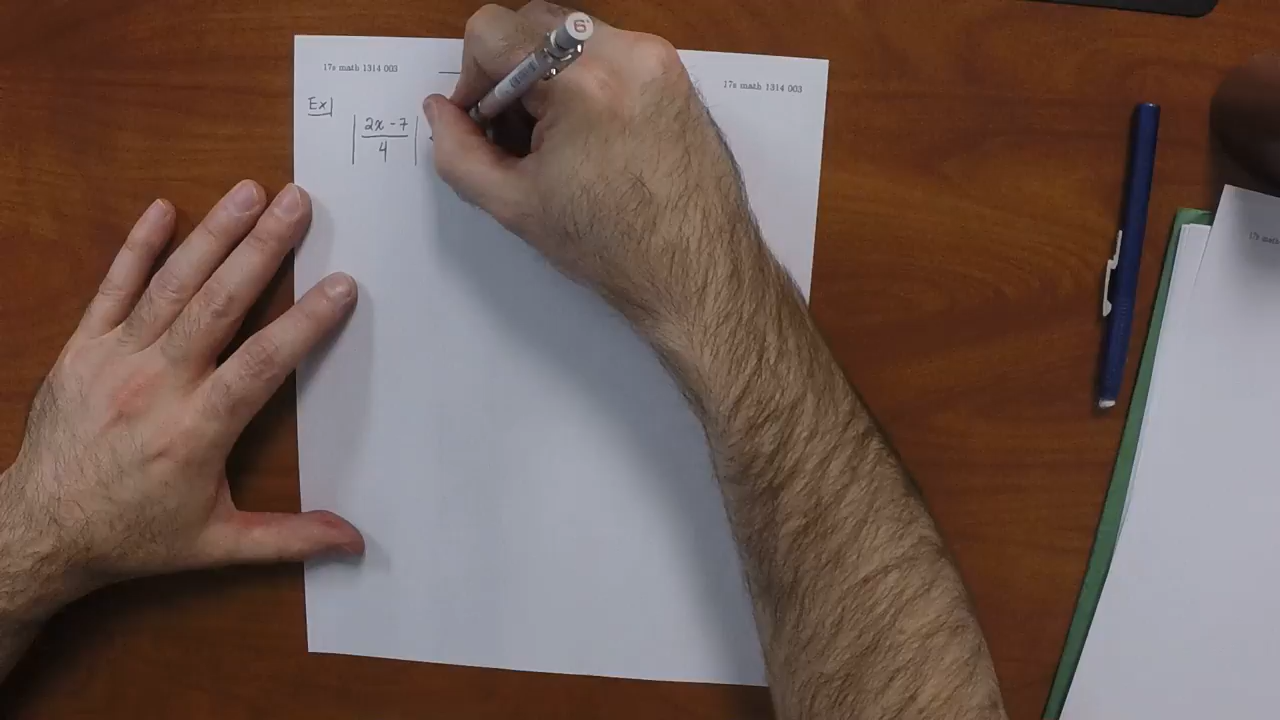 17s math 1314 003
17s math 1314 003
Ex|
| 2x - 7 |
4